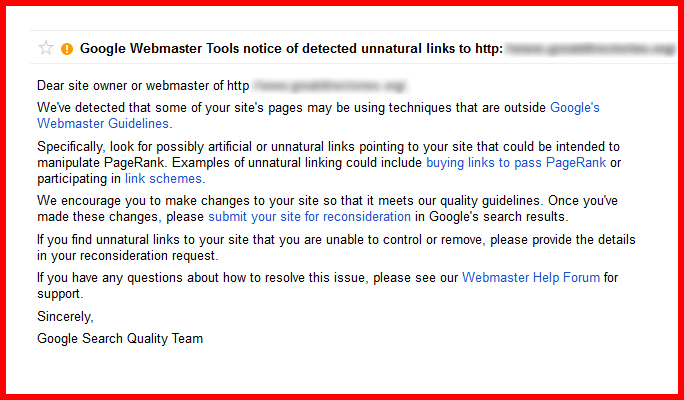 Google Webmaster Tools notice of detected unnatural links to http:
Dear site owner or webmaster of http
We've detected that some of your site's pages may be using techniques that are outside Google's
Webmaster Guidelines.
Specifically, look for possibly artificial or unnatural links pointing to your site that could be intended to
manipulate PageRank. Examples of unnatural linking could include buying links to pass PageRank or
participating in link schemes.
We encourage you to make changes to your site so that it meets our quality guidelines. Once you've
made these changes, please submit your site for reconsideration in Google's search results.
If you find unnatural links to your site that you are unable to control or remove, please provide the details
in your reconsideration request.
If you have any questions about how to resolve this issue, please see our Webmaster Help Forum for
support.
Sincerely,
Google Search Quality Team